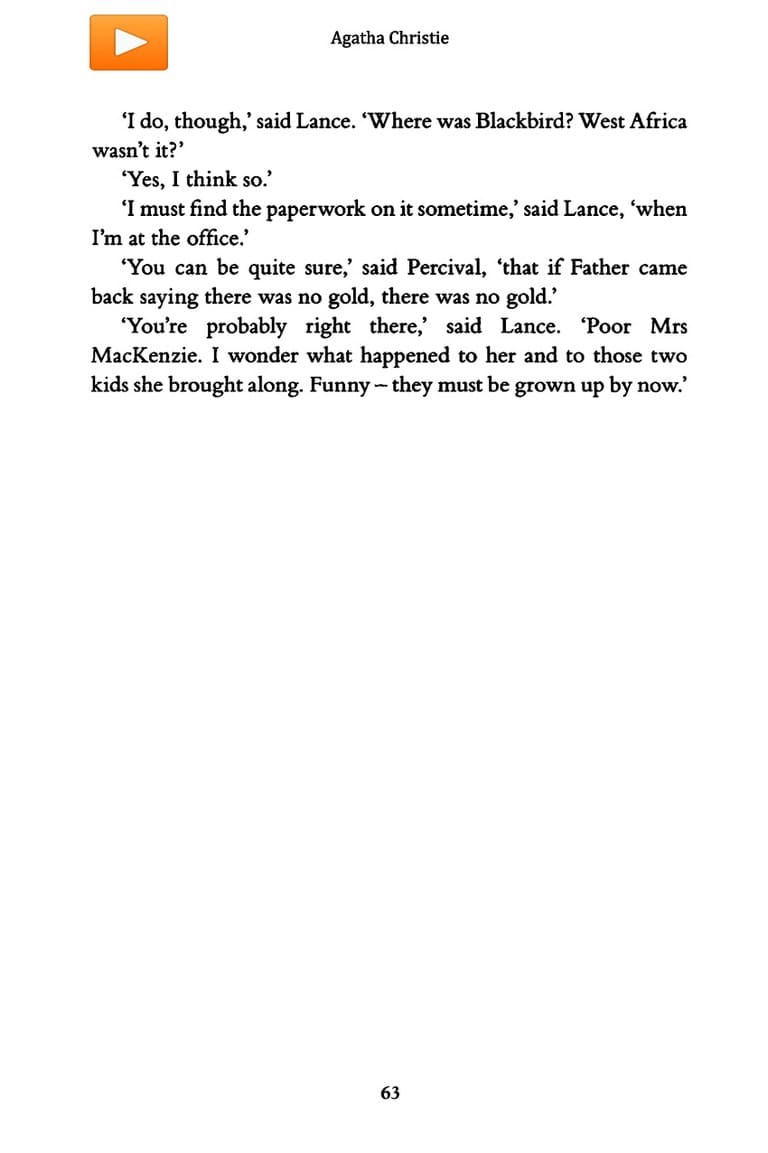 Agatha Christie
‘I do, though,’ said Lance. ‘Where was Blackbird? West Africa
wasn’t it?’
‘Yes, I think so.’
‘I must find the paperwork on it sometime,’ said Lance, ‘when
I’m at the office.’
‘You can be quite sure,’ said Percival, ‘that if Father came
back saying there was no gold, there was no gold.’
‘You’re probably right there,’ said Lance. ‘Poor Mrs
MacKenzie. I wonder what happened to her and to those two
kids she brought along. Funny – they must be grown up by now.’
63